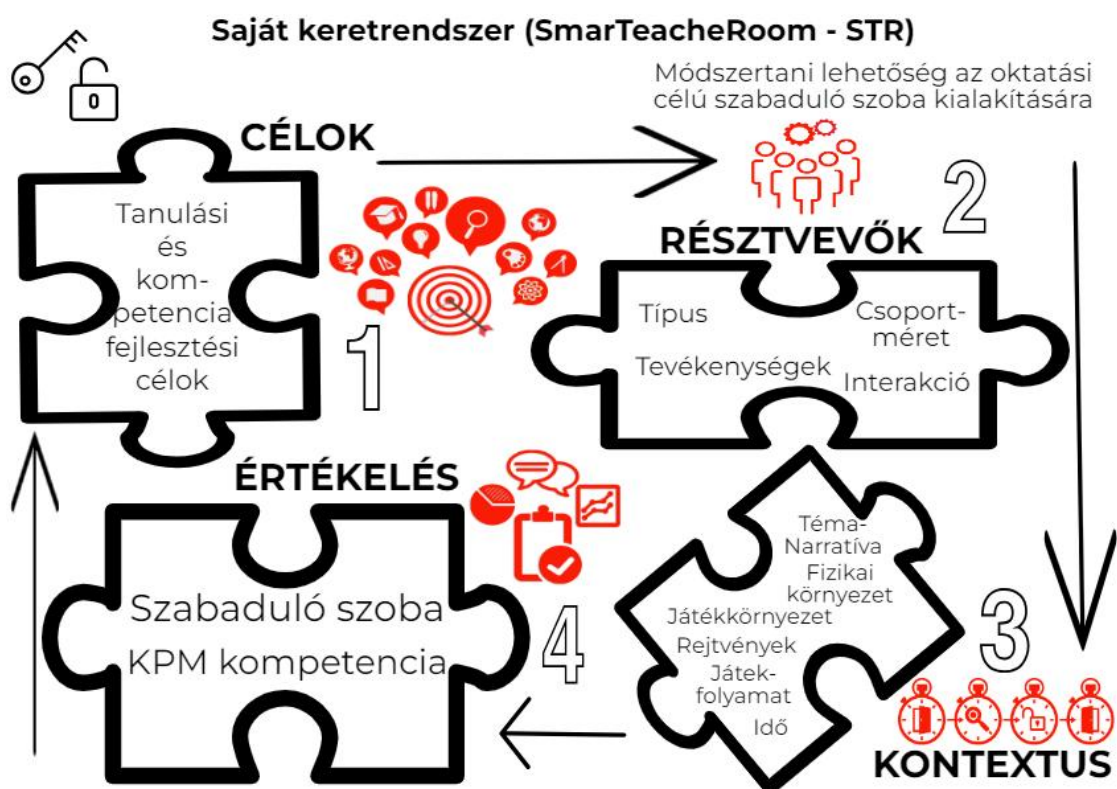 Saját keretrendszer (SmarTeacheRoom - STR)
Módszertani lehetőség az oktatási
célú szabaduló szoba kialakítására
0
CÉLOK
Tanulási
és
kom-
petencia
fejlesztési
célok
1
2
RÉSZTVEVŐK
Típus
Csoport-
méret
Tevékenységek
Interakció
3
Téma-
Narratíva
Fizikai
környezet
Játékkörnyezet
Rejtvények
Játek-
folyamat
Idő
KONTEXTUS
ÉRTÉKELÉS
4
Szabaduló szoba
KPM kompetencia